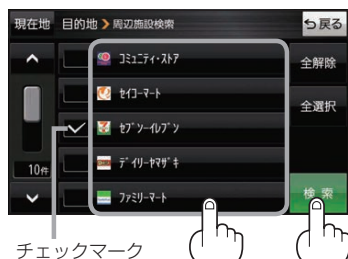 現在地 目的地 > 周辺施設検索 戻る
コミュニティ・ストア
全解除
セイコーマート
全選択
セブン-イレブン
デイリーヤマザキ
10件
ファミリーマート
検索
チェックマーク